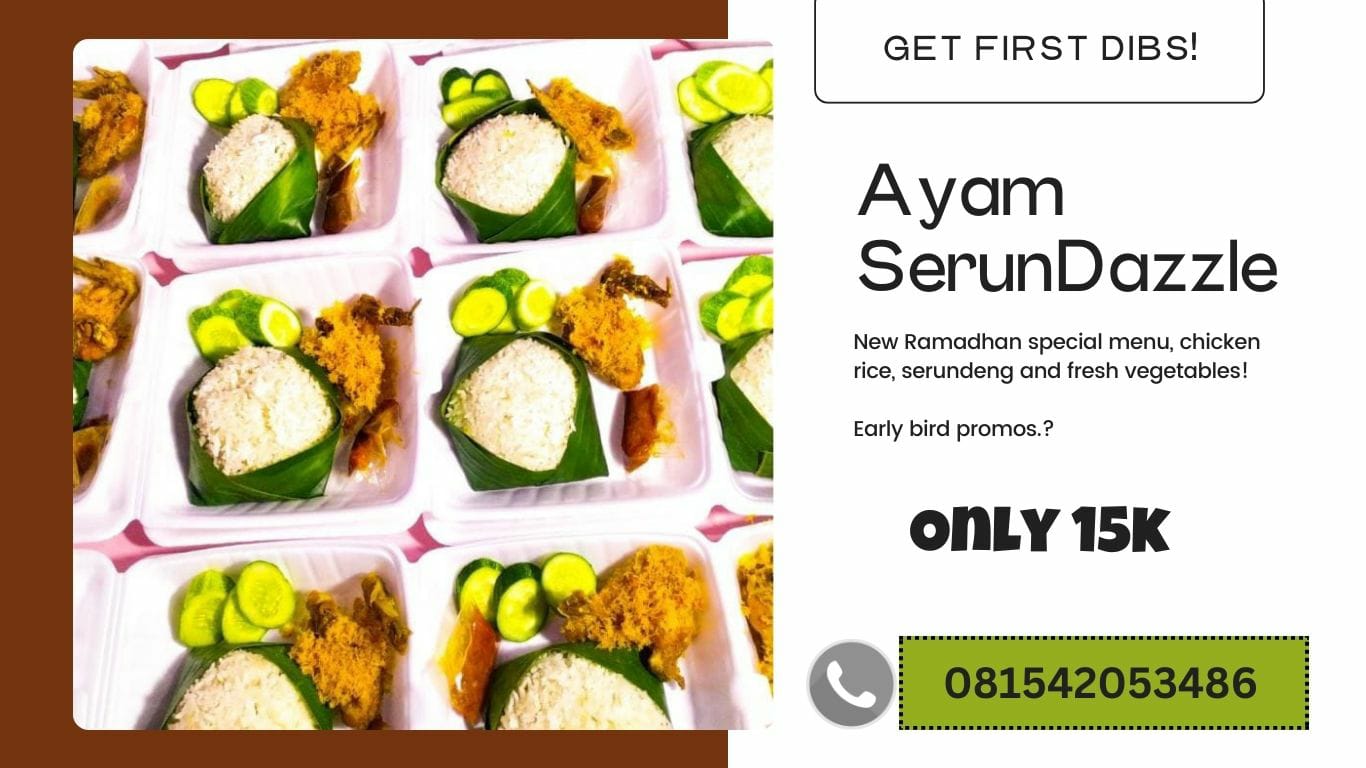 GET FIRST DIBS!
Ayam
SerunDazzle
New Ramadhan special menu, chicken
rice, serundeng and fresh vegetables!
Early bird promos.?
Only 15K
081542053486